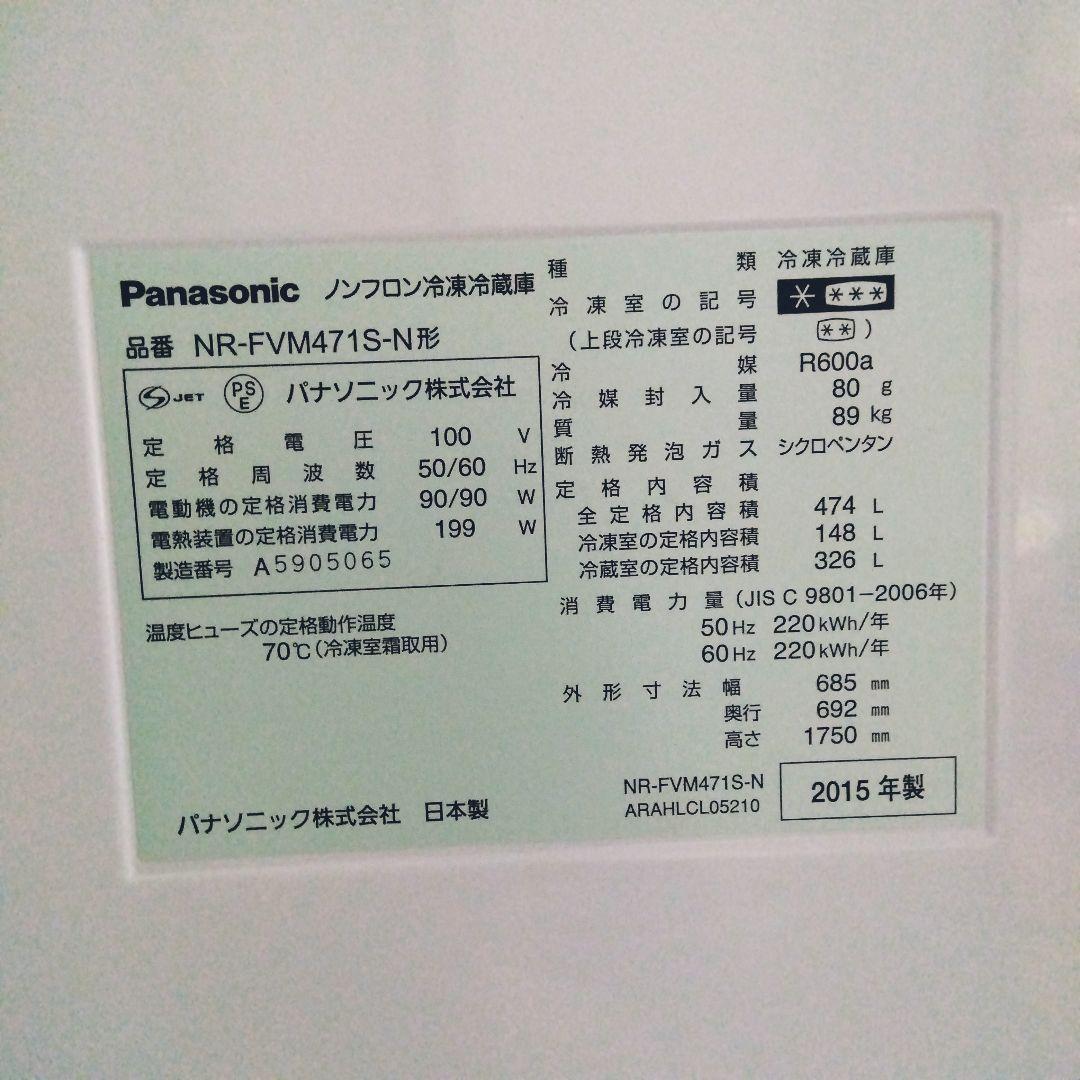 Panasonic ノンフロン冷凍冷蔵庫
品番 NR-FVM471S-N形
JET PSE パナソニック株式会社
定格電圧 100 V
定格周波数 50/60 Hz
電動機の定格消費電力 90/90 W
電熱装置の定格消費電力 199 W
製造番号 A5905065
温度ヒューズの定格動作温度
70℃(冷凍室霜取用)
パナソニック株式会社 日本製
種類 冷凍冷蔵庫
冷凍室の記号 * ***
(上段冷凍室の記号 ** )
冷媒 R600a
冷媒封入量 80 g
質量 89 kg
断熱発泡ガス シクロペンタン
定格内容積
全定格内容積 474 L
冷凍室の定格内容積 148 L
冷蔵室の定格内容積 326 L
消費電力量 (JIS C 9801-2006年)
50Hz 220kWh/年
60Hz 220kWh/年
外形寸法幅 685 mm
奥行 692 mm
高さ 1750 mm
NR-FVM471S-N
ARAHLCL05210
2015年製